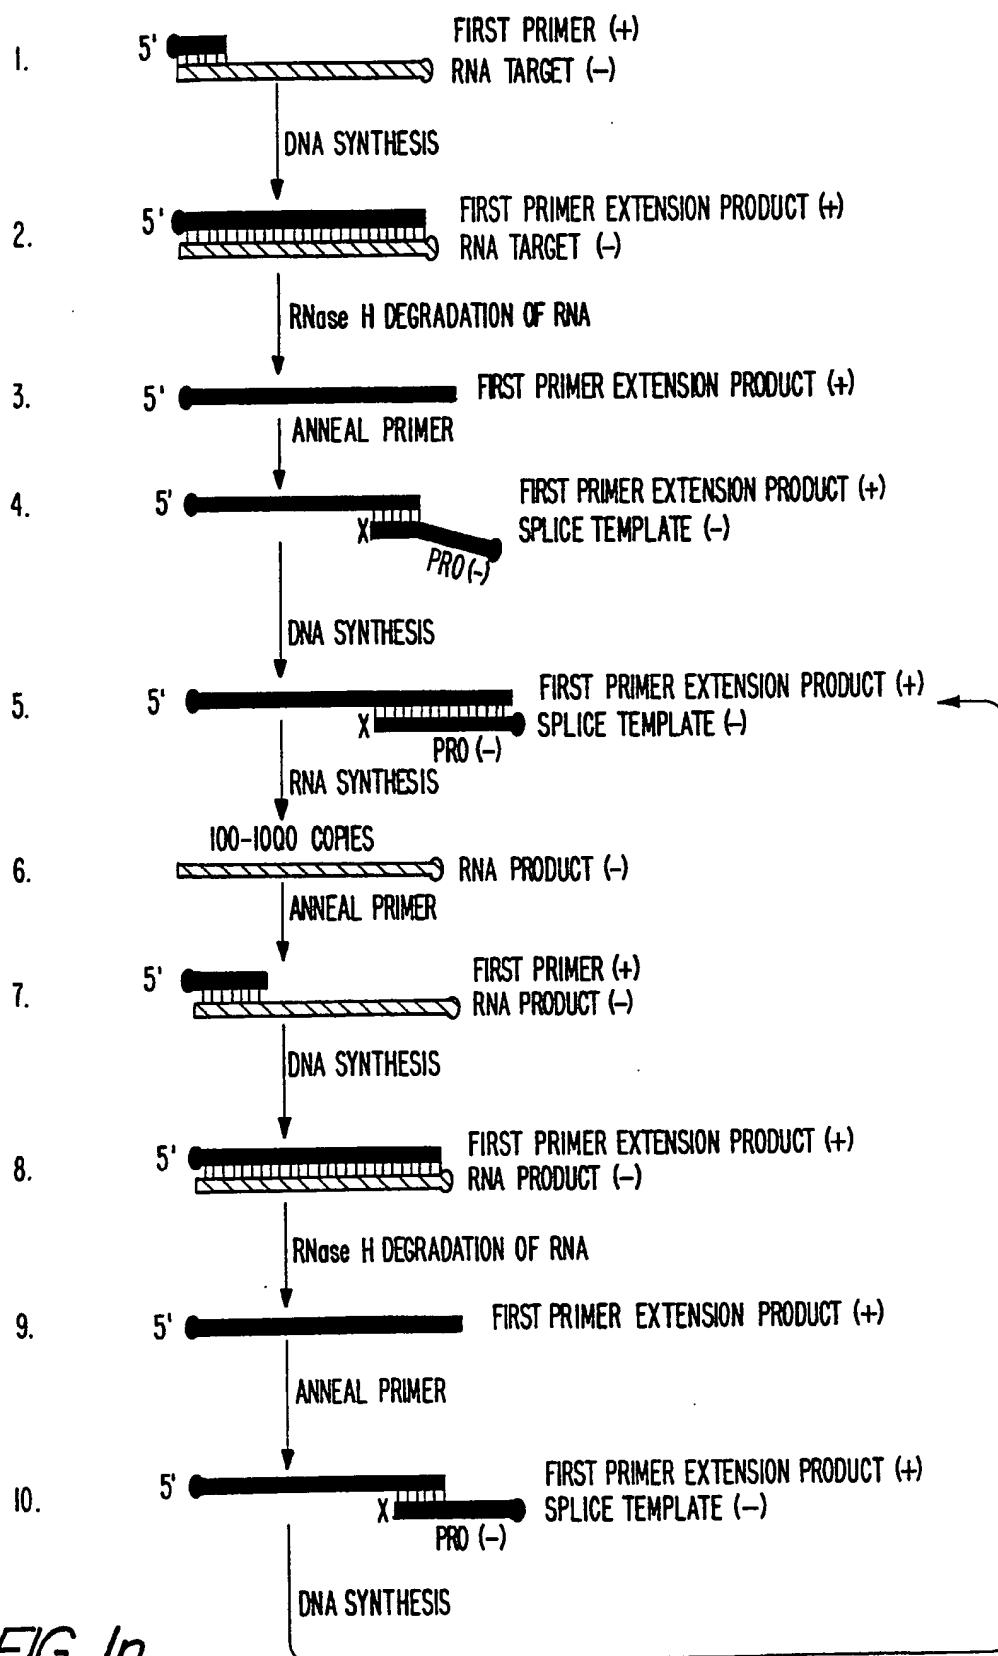 1.
5'
FIRST PRIMER (+)
RNA TARGET (-)
DNA SYNTHESIS
2.
5'
FIRST PRIMER EXTENSION PRODUCT (+)
RNA TARGET (-)
RNase H DEGRADATION OF RNA
3.
5'
FIRST PRIMER EXTENSION PRODUCT (+)
ANNEAL PRIMER
4.
5'
FIRST PRIMER EXTENSION PRODUCT (+)
X
SPLICE TEMPLATE (-)
PRO (-)
DNA SYNTHESIS
5.
5'
FIRST PRIMER EXTENSION PRODUCT (+)
X
SPLICE TEMPLATE (-)
PRO (-)
RNA SYNTHESIS
100-1000 COPIES
6.
RNA PRODUCT (-)
ANNEAL PRIMER
7.
5'
FIRST PRIMER (+)
RNA PRODUCT (-)
DNA SYNTHESIS
8.
5'
FIRST PRIMER EXTENSION PRODUCT (+)
RNA PRODUCT (-)
RNase H DEGRADATION OF RNA
9.
5'
FIRST PRIMER EXTENSION PRODUCT (+)
ANNEAL PRIMER
10.
5'
FIRST PRIMER EXTENSION PRODUCT (+)
X
SPLICE TEMPLATE (-)
PRO (-)
DNA SYNTHESIS
FIG.